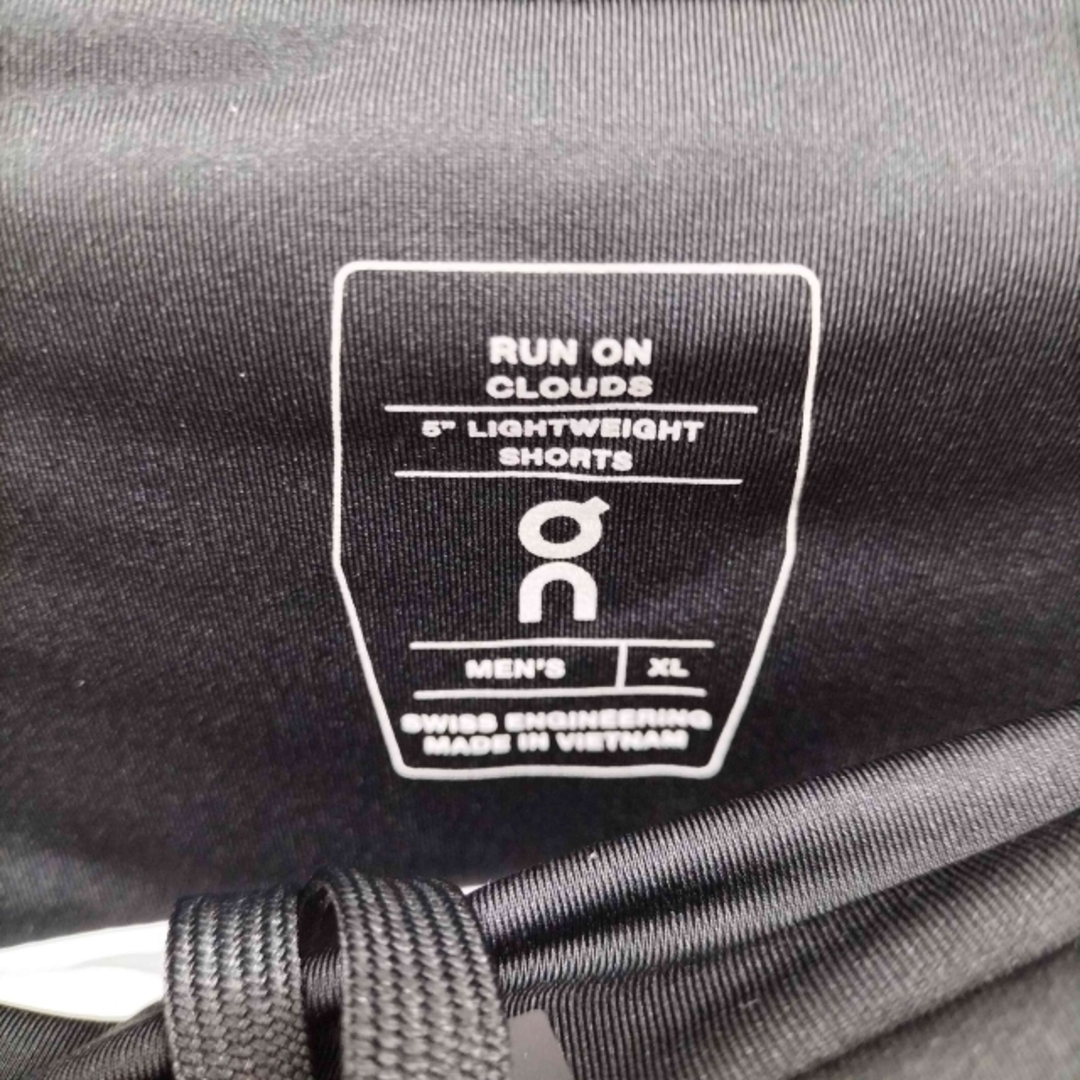 RUN ON
CLOUDS
5" LIGHTWEIGHT
SHORTS
On
MEN'S XL
SWISS ENGINEERING
MADE IN VIETNAM